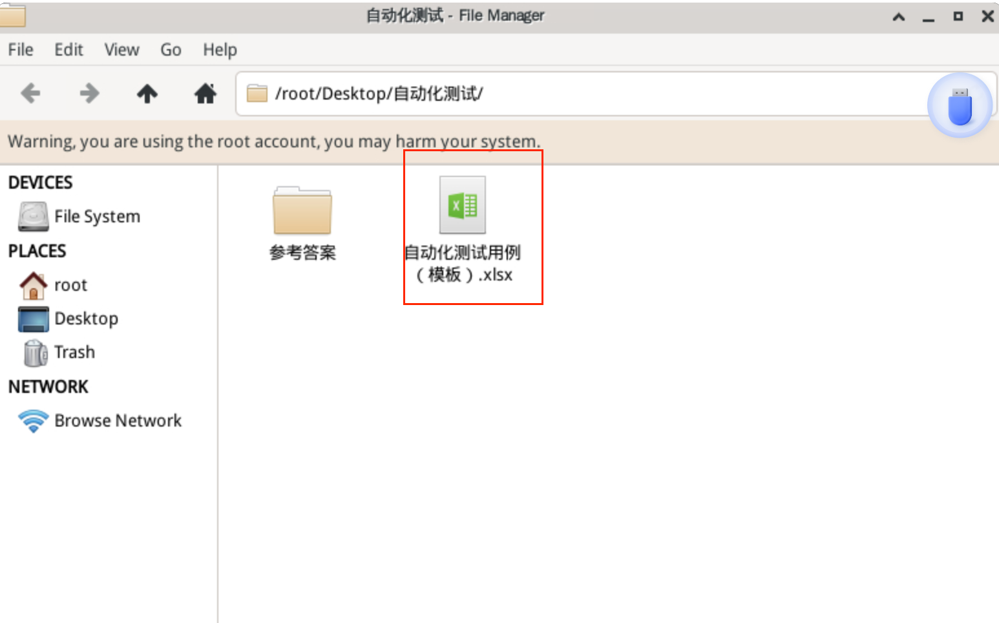 自动化测试 - File Manager
File Edit View Go Help
/root/Desktop/自动化测试/
Warning, you are using the root account, you may harm your system.
DEVICES
File System
PLACES
root
Desktop
Trash
NETWORK
Browse Network
参考答案
自动化测试用例
（模板）.xlsx